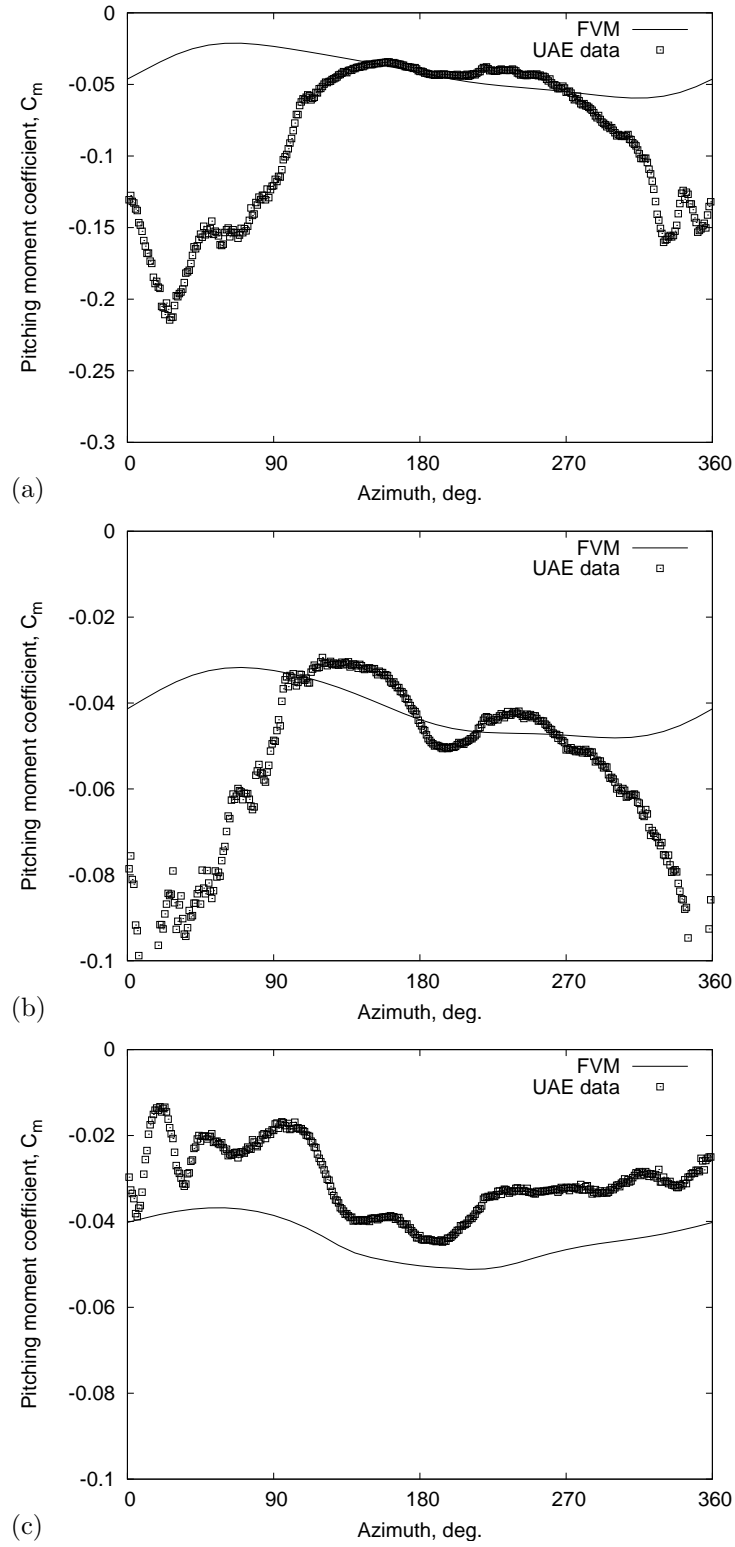 0
-0.05
-0.1
-0.15
-0.2
-0.25
-0.3
0 90 180 270 360
Pitching moment coefficient, Cm
Azimuth, deg.
FVM
UAE data
(a)
0
-0.02
-0.04
-0.06
-0.08
-0.1
0 90 180 270 360
Pitching moment coefficient, Cm
Azimuth, deg.
FVM
UAE data
(b)
0
-0.02
-0.04
-0.06
-0.08
-0.1
0 90 180 270 360
Pitching moment coefficient, Cm
Azimuth, deg.
FVM
UAE data
(c)